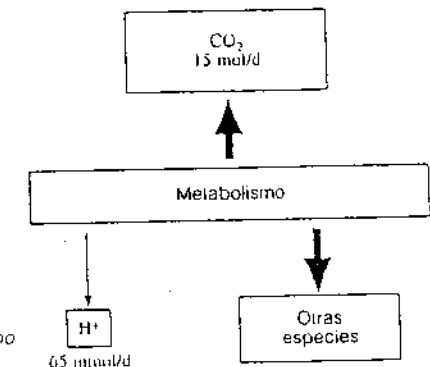 CO₂
15 mol/d
Metabolismo
H⁺
Otras
especies
65 mmol/d